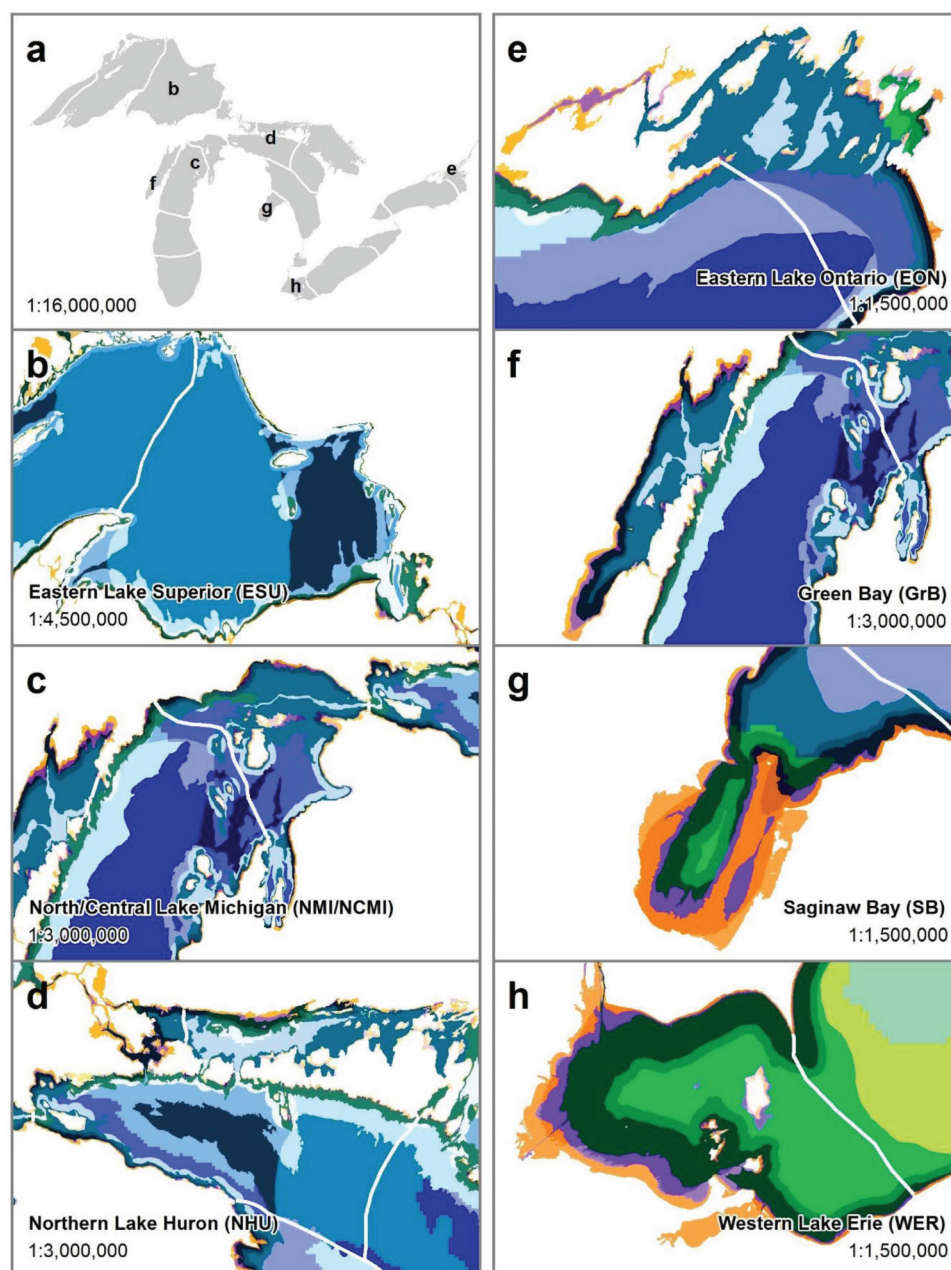 a
b
d
c
e
f
g
h
1:16,000,000
b
Eastern Lake Superior (ESU)
1:4,500,000
c
North/Central Lake Michigan (NMI/NCMI)
1:3,000,000
d
Northern Lake Huron (NHU)
1:3,000,000
e
Eastern Lake Ontario (EON)
1:1,500,000
f
Green Bay (GrB)
1:3,000,000
g
Saginaw Bay (SB)
1:1,500,000
h
Western Lake Erie (WER)
1:1,500,000